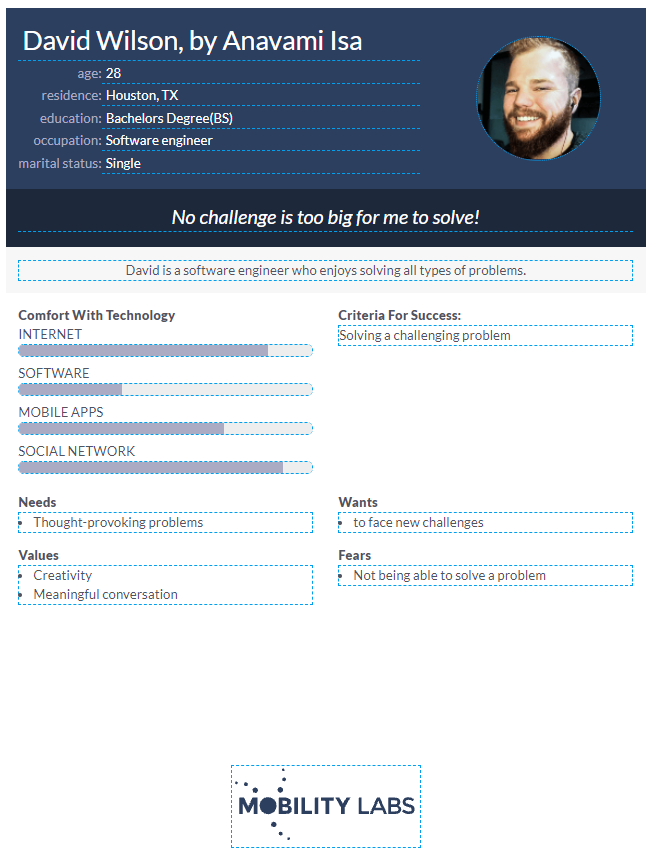 David Wilson, by Anavami Isa
age: 28
residence: Houston, TX
education: Bachelors Degree(BS)
occupation: Software engineer
marital status: Single
No challenge is too big for me to solve!
David is a software engineer who enjoys solving all types of problems.
Comfort With Technology
INTERNET
SOFTWARE
MOBILE APPS
SOCIAL NETWORK
Criteria For Success:
Solving a challenging problem
Needs
• Thought-provoking problems
Wants
• to face new challenges
Values
• Creativity
• Meaningful conversation
Fears
• Not being able to solve a problem
MOBILITY LABS